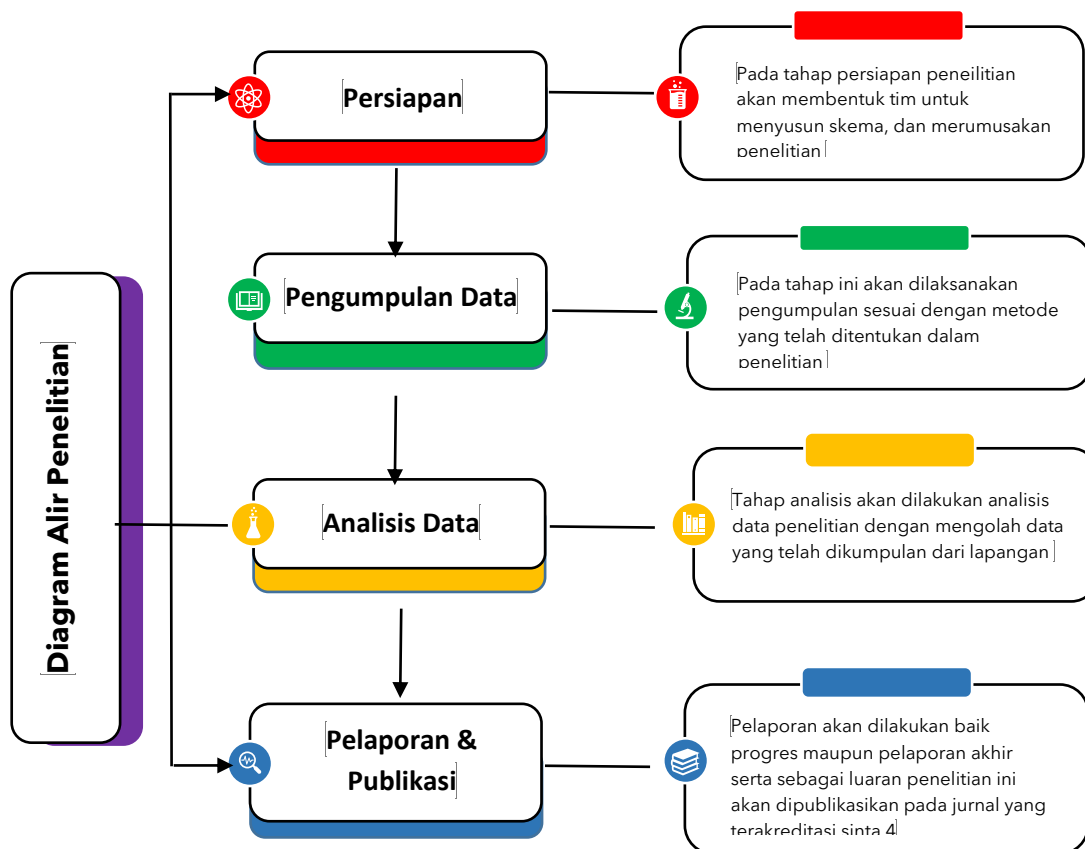 Diagram Alir Penelitian
Persiapan
Pada tahap persiapan peneilitian
akan membentuk tim untuk
menyusun skema, dan merumusakan
penelitian
Pengumpulan Data
Pada tahap ini akan dilaksanakan
pengumpulan sesuai dengan metode
yang telah ditentukan dalam
penelitian
Analisis Data
Tahap analisis akan dilakukan analisis
data penelitian dengan mengolah data
yang telah dikumpulan dari lapangan
Pelaporan &
Publikasi
Pelaporan akan dilakukan baik
progres maupun pelaporan akhir
serta sebagai luaran penelitian ini
akan dipublikasikan pada jurnal yang
terakreditasi sinta 4